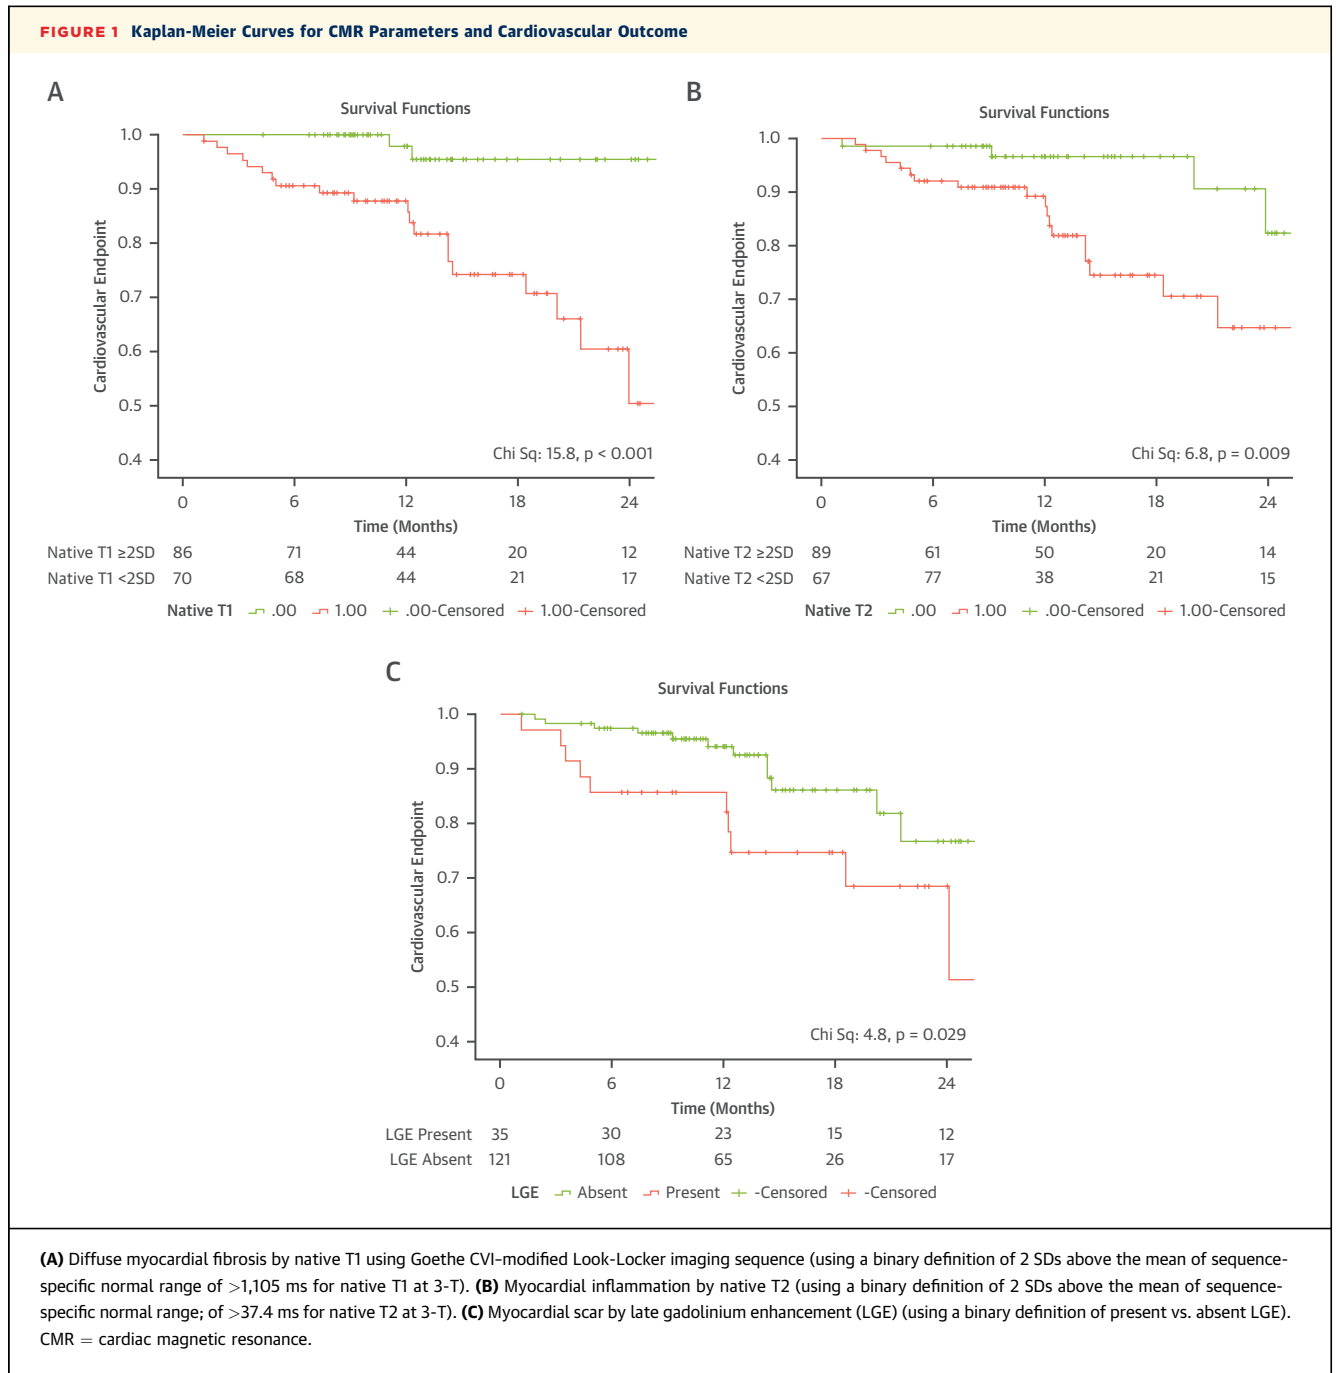 FIGURE 1 Kaplan-Meier Curves for CMR Parameters and Cardiovascular Outcome
A
Survival Functions
Cardiovascular Endpoint
1.0
0.9
0.8
0.7
0.6
0.5
0.4
Chi Sq: 15.8, p < 0.001
0 6 12 18 24
Time (Months)
Native T1 ≥2SD 86 71 44 20 12
Native T1 <2SD 70 68 44 21 17
Native T1 .00 1.00 .00-Censored 1.00-Censored
B
Survival Functions
Cardiovascular Endpoint
1.0
0.9
0.8
0.7
0.6
0.5
0.4
Chi Sq: 6.8, p = 0.009
0 6 12 18 24
Time (Months)
Native T2 ≥2SD 89 61 50 20 14
Native T2 <2SD 67 77 38 21 15
Native T2 .00 1.00 .00-Censored 1.00-Censored
C
Survival Functions
Cardiovascular Endpoint
1.0
0.9
0.8
0.7
0.6
0.5
0.4
Chi Sq: 4.8, p = 0.029
0 6 12 18 24
Time (Months)
LGE Present 35 30 23 15 12
LGE Absent 121 108 65 26 17
LGE Absent Present -Censored -Censored
(A) Diffuse myocardial fibrosis by native T1 using Goethe CVI-modified Look-Locker imaging sequence (using a binary definition of 2 SDs above the mean of sequence-
specific normal range of >1,105 ms for native T1 at 3-T). (B) Myocardial inflammation by native T2 (using a binary definition of 2 SDs above the mean of sequence-
specific normal range; of >37.4 ms for native T2 at 3-T). (C) Myocardial scar by late gadolinium enhancement (LGE) (using a binary definition of present vs. absent LGE).
CMR = cardiac magnetic resonance.